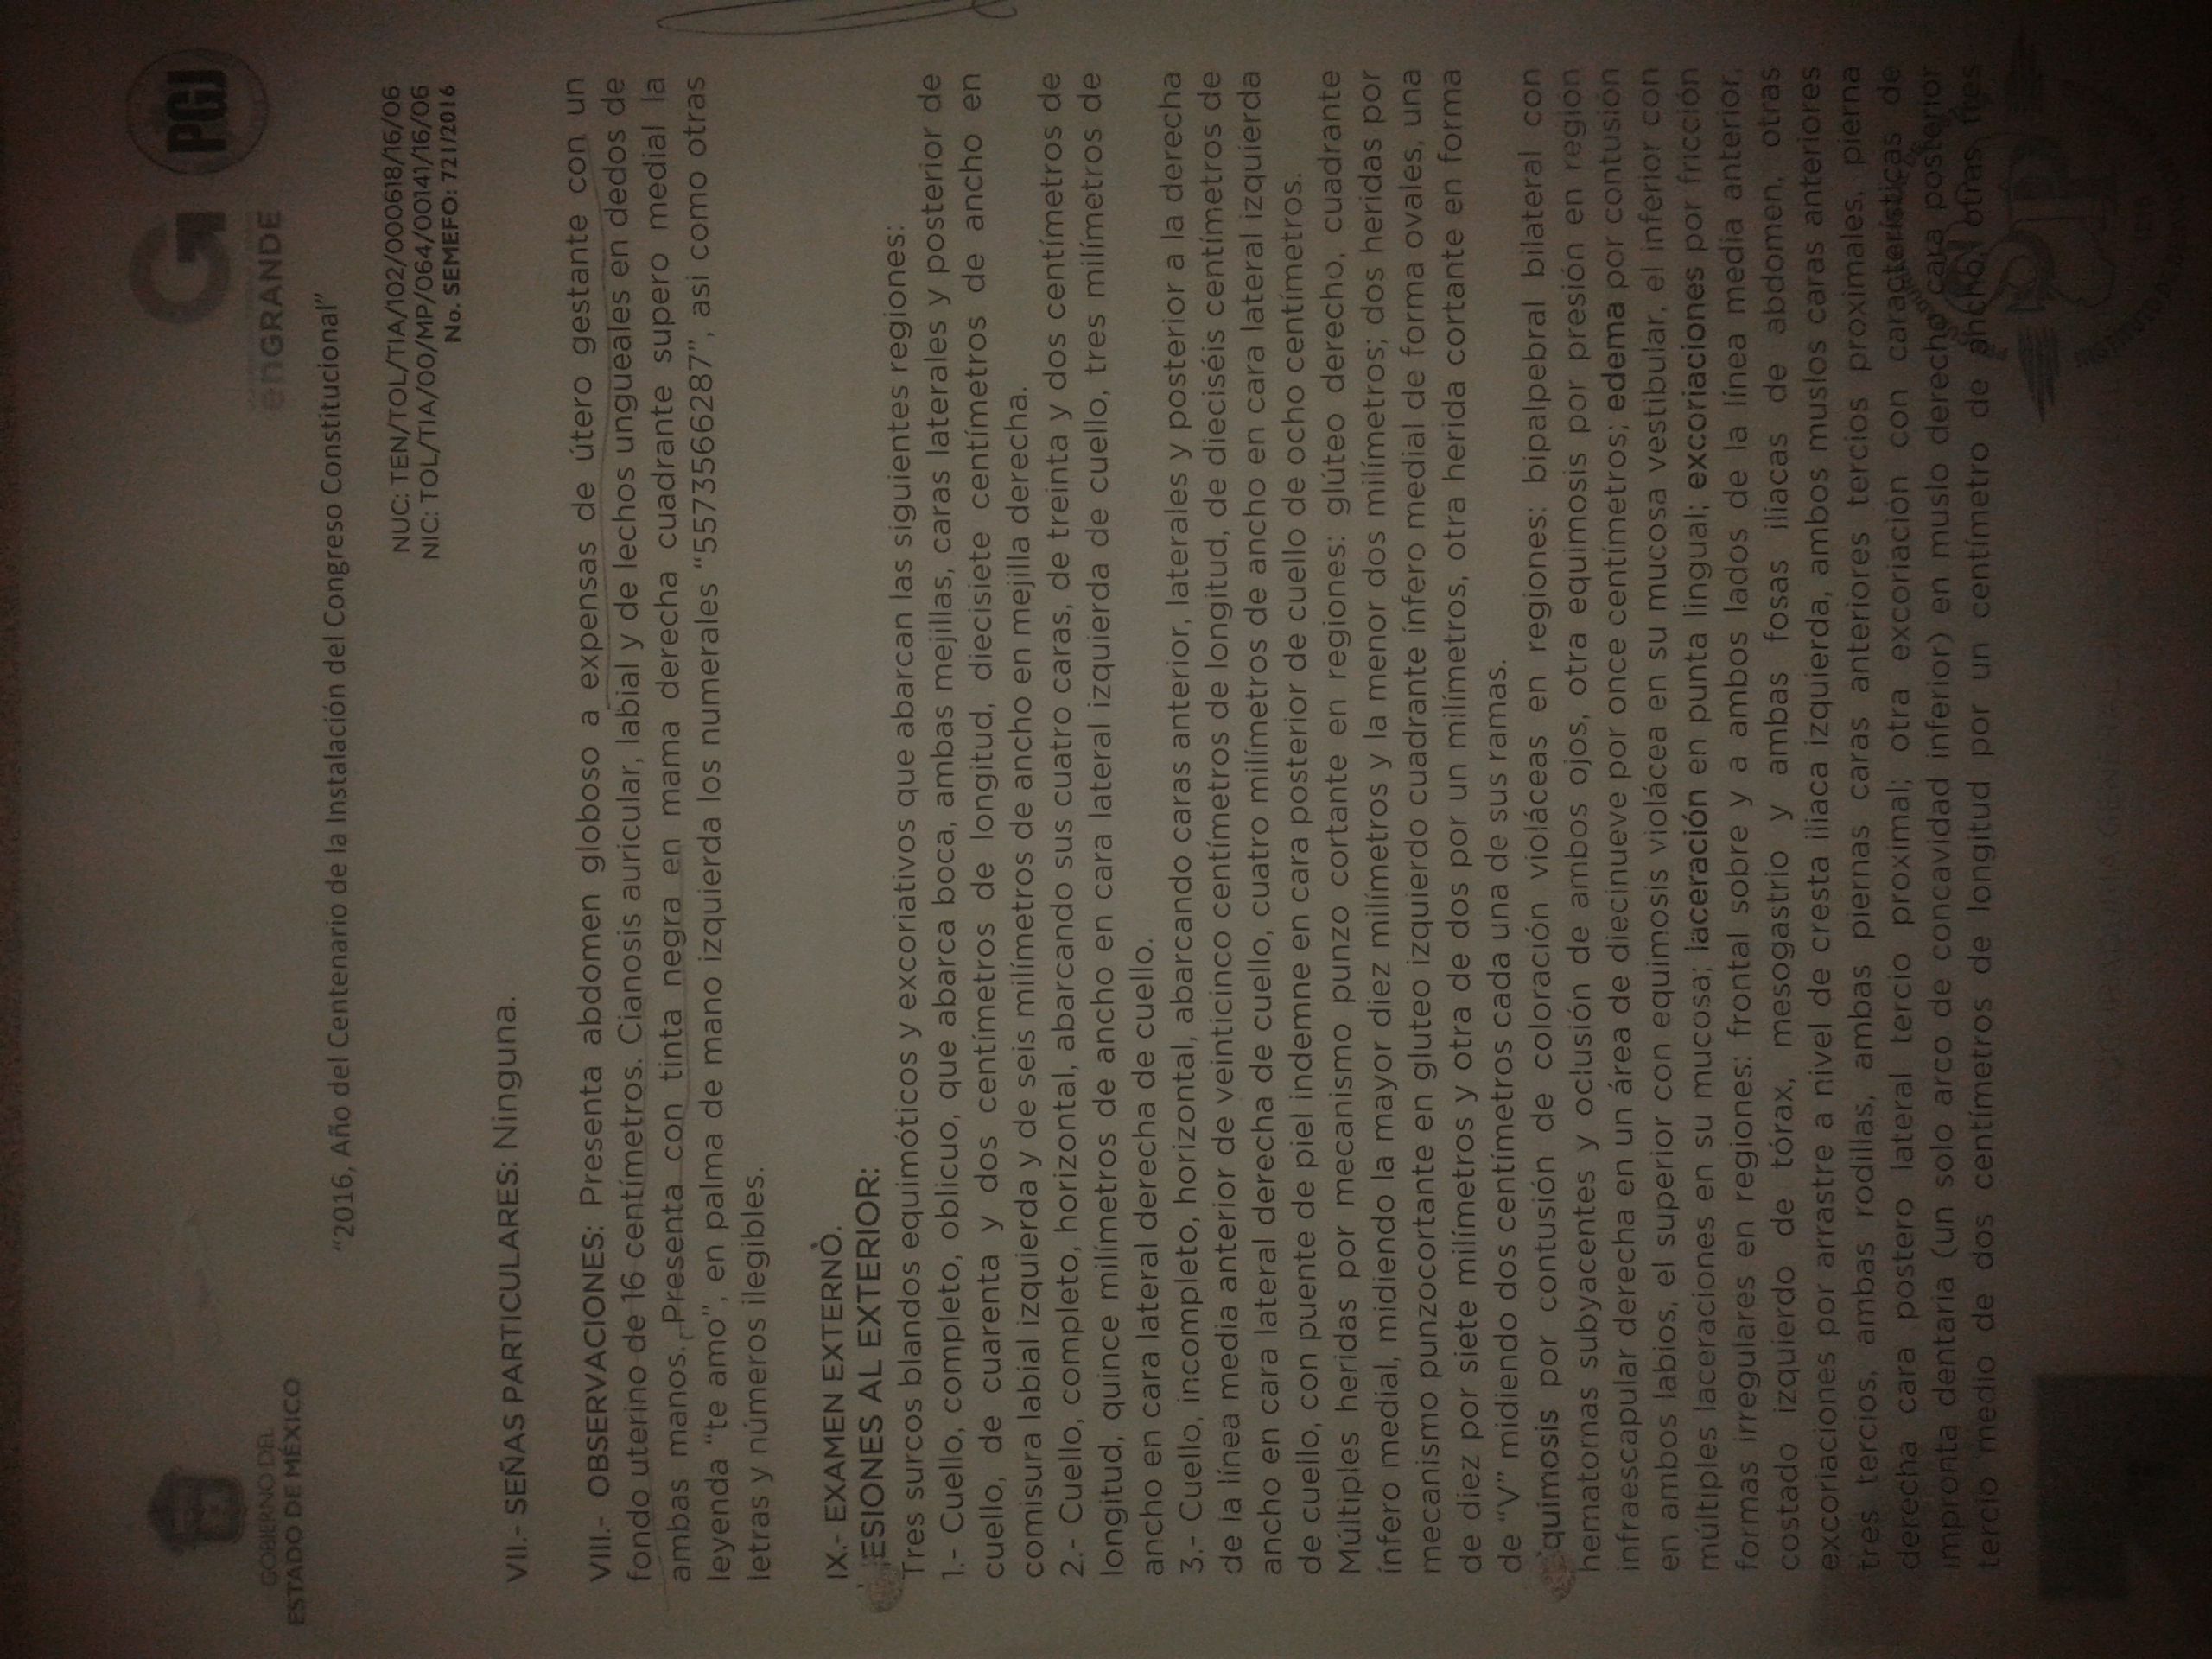 GOBIERNO DEL
ESTADO DE MÉXICO
enGRANDE
PGJ
"2016, Año del Centenario de la Instalación del Congreso Constitucional"
NUC: TEN/TOL/TIA/102/000618/16/06
NIC: TOL/TIA/00/MP/064/00141/16/06
No. SEMEFO: 721/2016
VII.- SEÑAS PARTICULARES: Ninguna.
VIII.- OBSERVACIONES: Presenta abdomen globoso a expensas de útero gestante con un
fondo uterino de 16 centímetros. Cianosis auricular, labial y de lechos ungueales en dedos de
ambas manos. Presenta con tinta negra en mama derecha cuadrante supero medial la
leyenda "te amo", en palma de mano izquierda los numerales "5573566287", asi como otras
letras y números ilegibles.
IX.- EXAMEN EXTERNO.
LESIONES AL EXTERIOR:
Tres surcos blandos equimóticos y excoriativos que abarcan las siguientes regiones:
1.- Cuello, completo, oblicuo, que abarca boca, ambas mejillas, caras laterales y posterior de
cuello, de cuarenta y dos centímetros de longitud, diecisiete centímetros de ancho en
comisura labial izquierda y de seis milímetros de ancho en mejilla derecha.
2.- Cuello, completo, horizontal, abarcando sus cuatro caras, de treinta y dos centímetros de
longitud, quince milímetros de ancho en cara lateral izquierda de cuello, tres milímetros de
ancho en cara lateral derecha de cuello.
3.- Cuello, incompleto, horizontal, abarcando caras anterior, laterales y posterior a la derecha
de la línea media anterior de veinticinco centímetros de longitud, de dieciséis centímetros de
ancho en cara lateral derecha de cuello, cuatro milímetros de ancho en cara lateral izquierda
de cuello, con puente de piel indemne en cara posterior de cuello de ocho centímetros.
Múltiples heridas por mecanismo punzo cortante en regiones: glúteo derecho, cuadrante
ínfero medial, midiendo la mayor diez milímetros y la menor dos milímetros; dos heridas por
mecanismo punzocortante en gluteo izquierdo cuadrante ínfero medial de forma ovales, una
de diez por siete milímetros y otra de dos por un milímetros, otra herida cortante en forma
de "V" midiendo dos centímetros cada una de sus ramas.
quimosis por contusión de coloración violáceas en regiones: bipalpebral bilateral con
hematomas subyacentes y oclusión de ambos ojos, otra equimosis por presión en region
infraescapular derecha en un área de diecinueve por once centímetros; edema por contusión
en ambos labios, el superior con equimosis violácea en su mucosa vestibular, el inferior con
múltiples laceraciones en su mucosa; laceración en punta lingual; excoriaciones por fricción
formas irregulares en regiones: frontal sobre y a ambos lados de la línea media anterior,
costado izquierdo de tórax, mesogastrio y ambas fosas iliacas de abdomen, otras
excoriaciones por arrastre a nivel de cresta iliaca izquierda, ambos muslos caras anteriores
tres tercios, ambas rodillas, ambas piernas caras anteriores tercios proximales, pierna
derecha cara postero lateral tercio proximal; otra excoriación con características de
impronta dentaria (un solo arco de concavidad inferior) en muslo derecho cara posterior
tercio medio de dos centímetros de longitud por un centímetro de ancho, otras tres